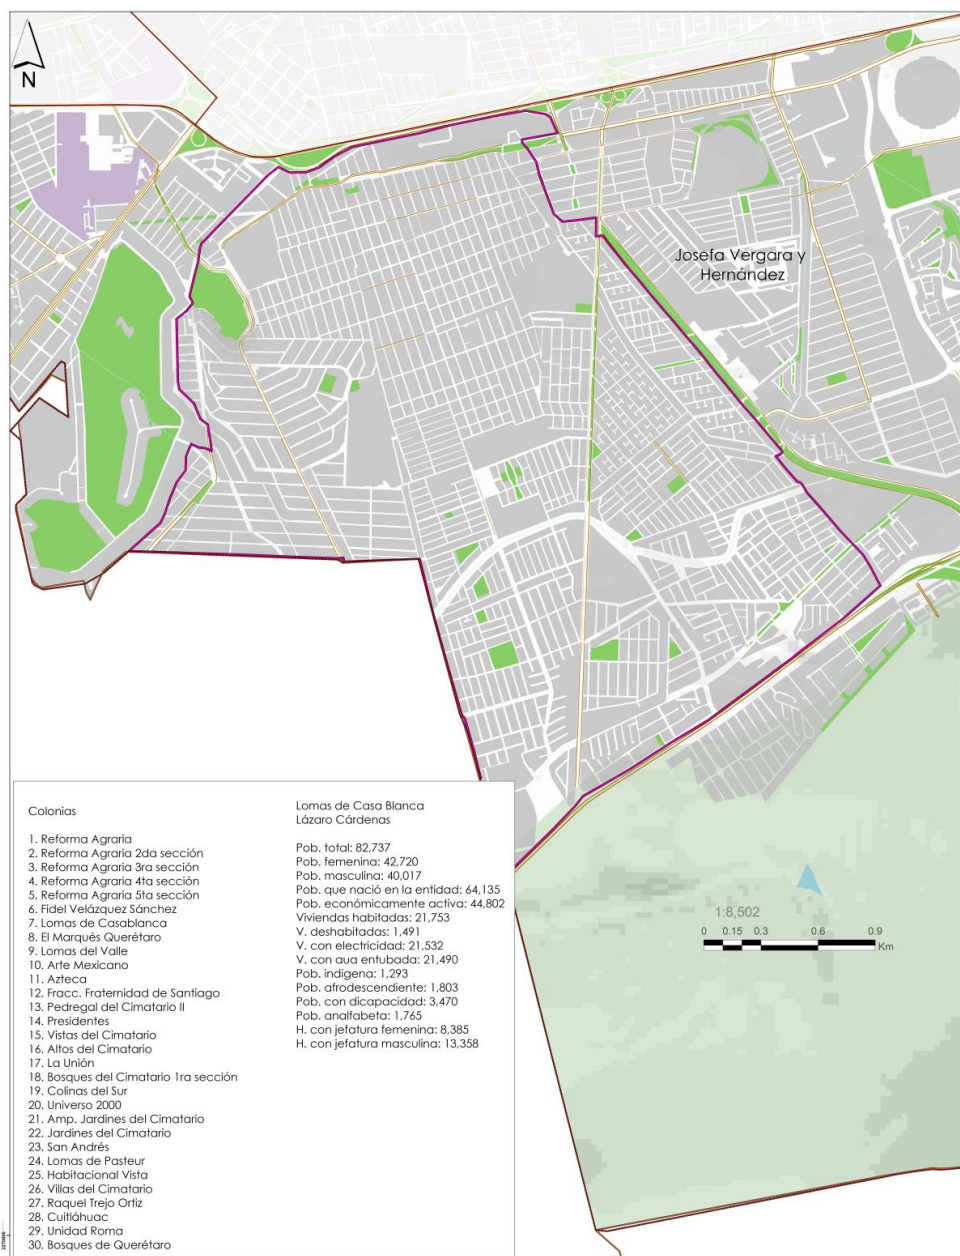 N
Josefa Vergara y
Hernández
Colonias
1. Reforma Agraria
2. Reforma Agraria 2da sección
3. Reforma Agraria 3ra sección
4. Reforma Agraria 4ta sección
5. Reforma Agraria 5ta sección
6. Fidel Velázquez Sánchez
7. Lomas de Casablanca
8. El Marqués Querétaro
9. Lomas del Valle
10. Arte Mexicano
11. Azteca
12. Fracc. Fraternidad de Santiago
13. Pedregal del Cimatario II
14. Presidentes
15. Vistas del Cimatario
16. Altos del Cimatario
17. La Unión
18. Bosques del Cimatario 1ra sección
19. Colinas del Sur
20. Universo 2000
21. Amp. Jardines del Cimatario
22. Jardines del Cimatario
23. San Andrés
24. Lomas de Pasteur
25. Habitacional Vista
26. Villas del Cimatario
27. Raquel Trejo Ortiz
28. Cuitláhuac
29. Unidad Roma
30. Bosques de Querétaro
Lomas de Casa Blanca
Lázaro Cárdenas
Pob. total: 82,737
Pob. femenina: 42,720
Pob. masculina: 40,017
Pob. que nació en la entidad: 64,135
Pob. económicamente activa: 44,802
Viviendas habitadas: 21,753
V. deshabitadas: 1,491
V. con electricidad: 21,532
V. con aua entubada: 21,490
Pob. indígena: 1,293
Pob. afrodescendiente: 1,803
Pob. con dicapacidad: 3,470
Pob. analfabeta: 1,765
H. con jefatura femenina: 8,385
H. con jefatura masculina: 13,358
1:8,502
0 0.15 0.3 0.6 0.9
Km